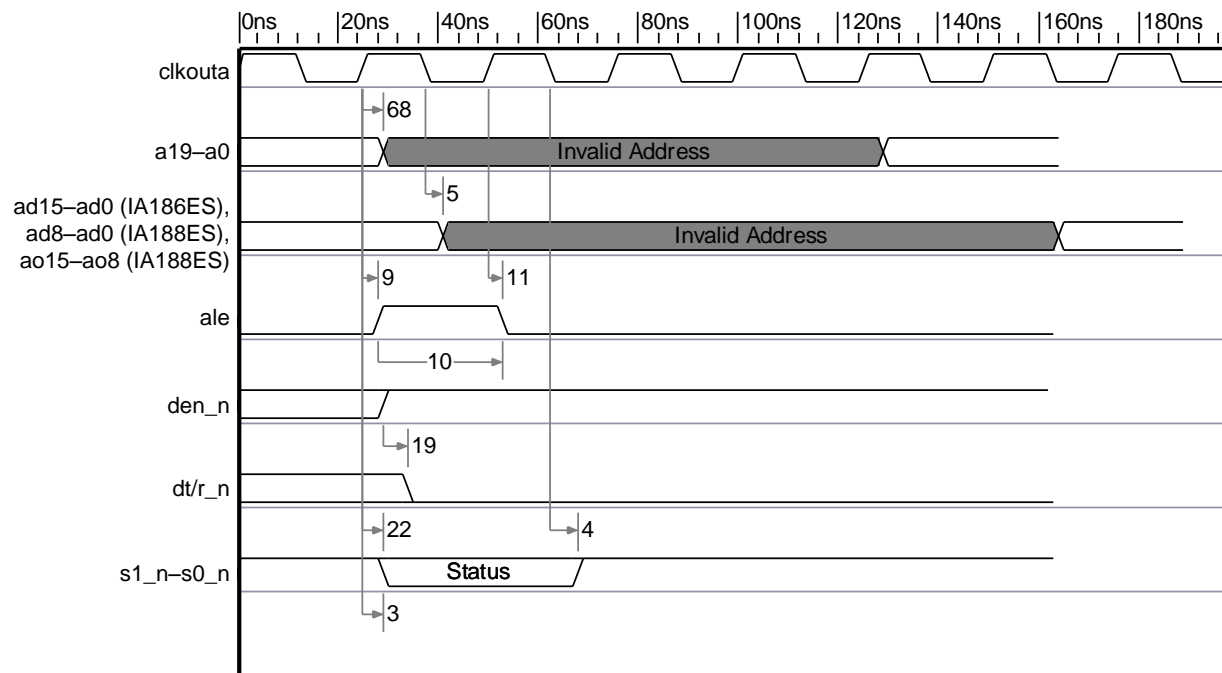 0ns 20ns 40ns 60ns 80ns 100ns 120ns 140ns 160ns 180ns
clkouta
68
a19–a0 Invalid Address
5
ad15–ad0 (IA186ES),
ad8–ad0 (IA188ES), Invalid Address
ao15–ao8 (IA188ES)
9 11
ale
10
den_n
19
dt/r_n
22 4
s1_n–s0_n Status
3